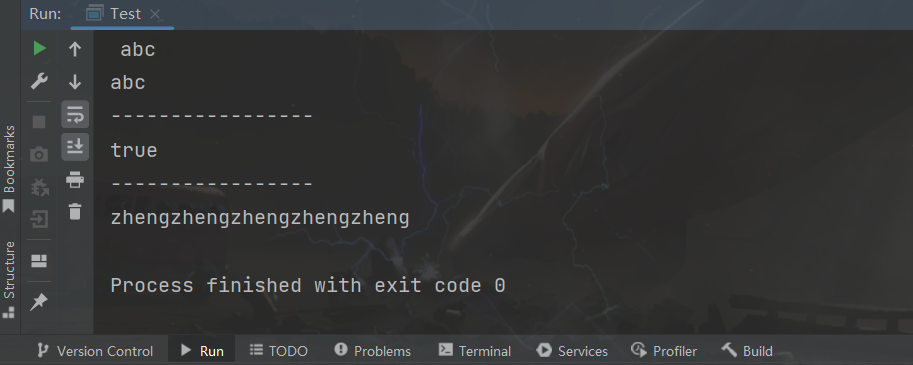 Run: Test
 abc
abc
-----------------
true
-----------------
zhengzhengzhengzhengzheng
Process finished with exit code 0
Bookmarks
Structure
Version Control Run TODO Problems Terminal Services Profiler Build